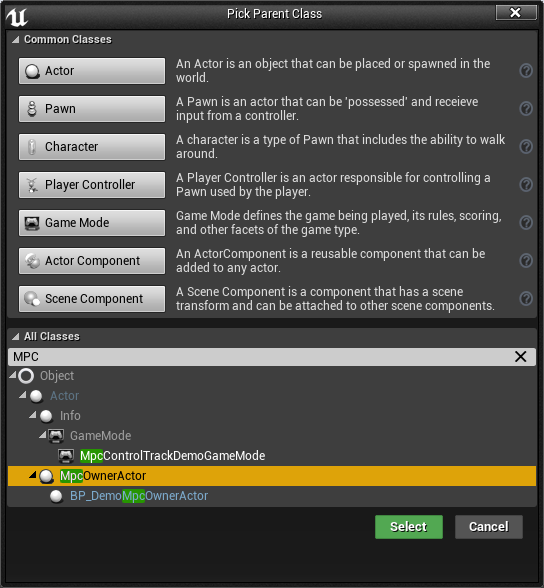 Pick Parent Class
Common Classes
Actor
An Actor is an object that can be placed or spawned in the
world.
Pawn
A Pawn is an actor that can be 'possessed' and receieve
input from a controller.
Character
A character is a type of Pawn that includes the ability to walk
around.
Player Controller
A Player Controller is an actor responsible for controlling a
Pawn used by the player.
Game Mode
Game Mode defines the game being played, its rules, scoring,
and other facets of the game type.
Actor Component
An ActorComponent is a reusable component that can be
added to any actor.
Scene Component
A Scene Component is a component that has a scene
transform and can be attached to other scene components.
All Classes
MPC
Object
Actor
Info
GameMode
MpcControlTrackDemoGameMode
MpcOwnerActor
BP_DemoMpcOwnerActor
Select
Cancel